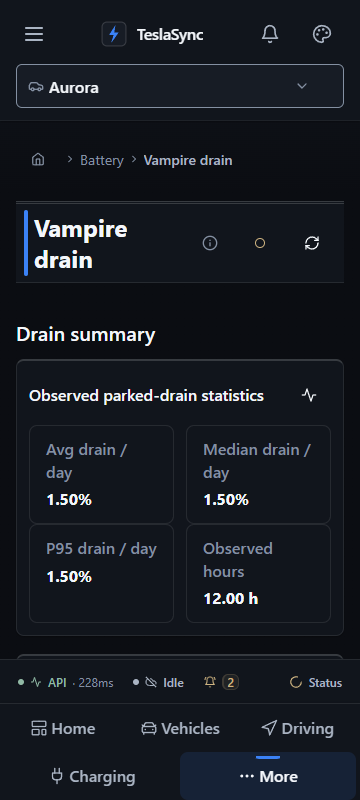 TeslaSync
Aurora
Battery
Vampire drain
Vampire
drain
Drain summary
Observed parked-drain statistics
Avg drain /
day
1.50%
Median drain /
day
1.50%
P95 drain / day
1.50%
Observed
hours
12.00 h
API · 228ms
Idle
2
Status
Home
Vehicles
Driving
Charging
More